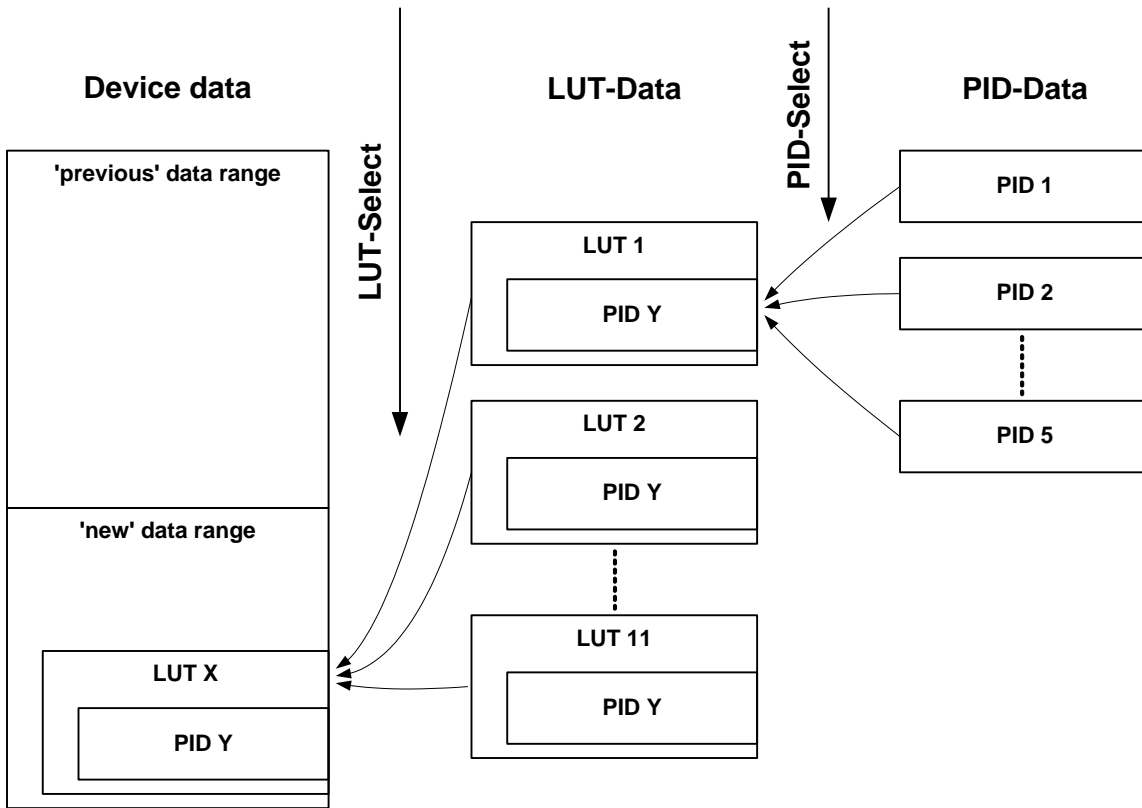 Device data
'previous' data range
'new' data range
LUT X
PID Y
LUT-Select
LUT-Data
LUT 1
PID Y
LUT 2
PID Y
LUT 11
PID Y
PID-Select
PID-Data
PID 1
PID 2
PID 5